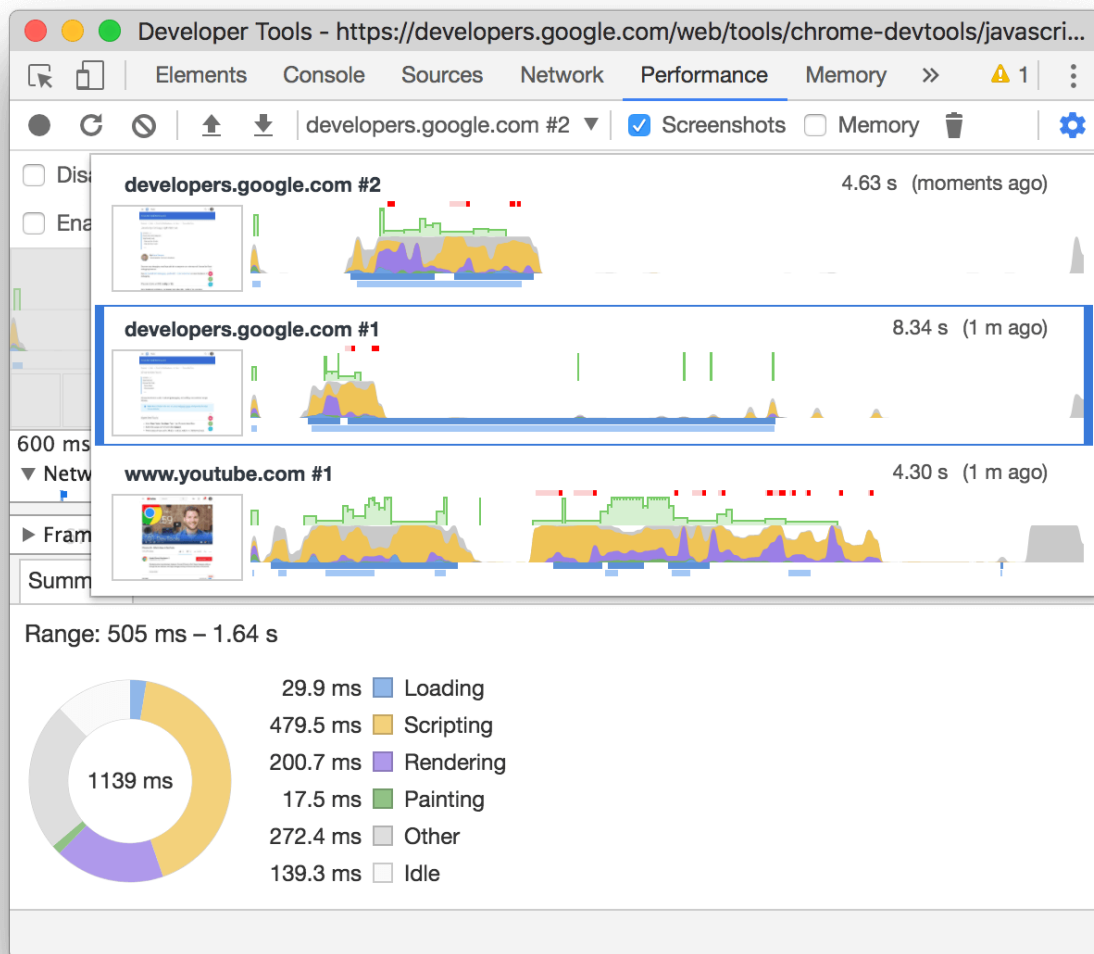 Developer Tools - https://developers.google.com/web/tools/chrome-devtools/javascri...
Elements Console Sources Network Performance Memory » 1
developers.google.com #2 ▼ Screenshots Memory
Disa
developers.google.com #2 4.63 s (moments ago)
Ena
developers.google.com #1 8.34 s (1 m ago)
600 ms
www.youtube.com #1 4.30 s (1 m ago)
▼ Netw
▶ Fram
Summ
Range: 505 ms – 1.64 s
29.9 ms Loading
479.5 ms Scripting
200.7 ms Rendering
1139 ms
17.5 ms Painting
272.4 ms Other
139.3 ms Idle